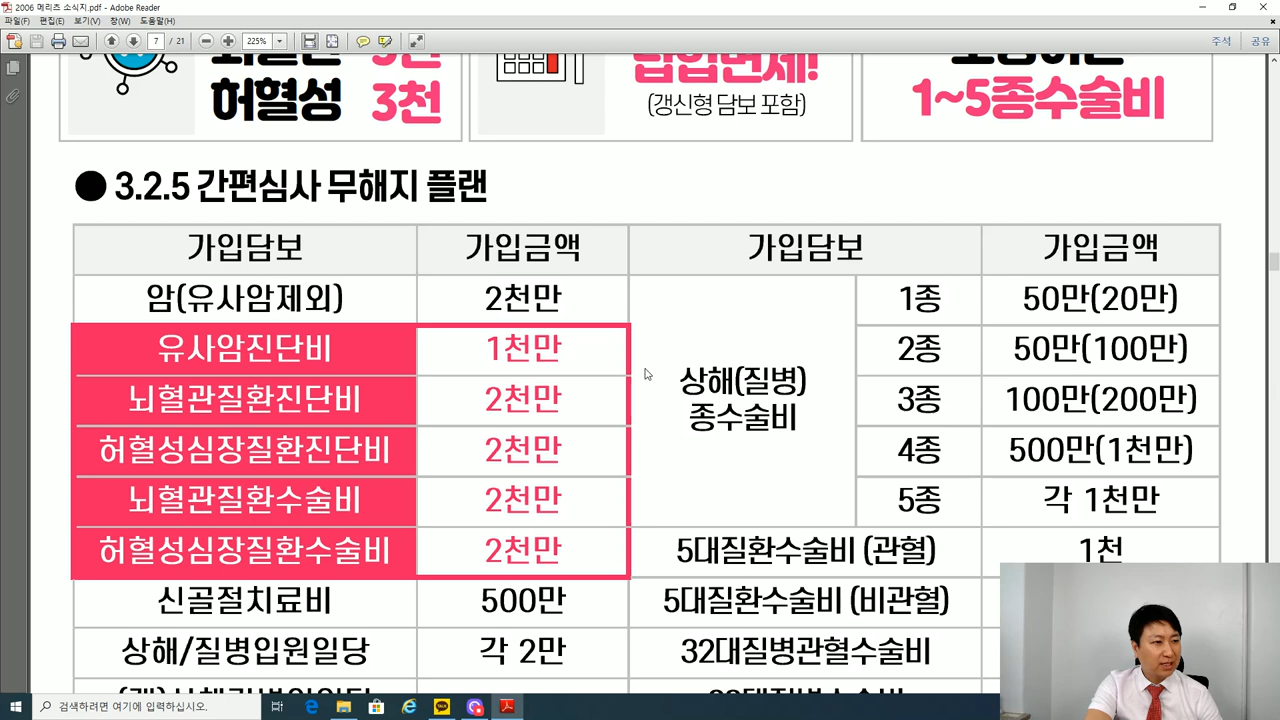 2006 메리츠 소식지.pdf - Adobe Reader
파일(F) 편집(E) 보기(V) 창(W) 도움말(H)
7 / 21 225% 주석 공유
허혈성 3천
(갱신형 담보 포함)
1~5종수술비
● 3.2.5 간편심사 무해지 플랜
가입담보 가입금액 가입담보 가입금액
암(유사암제외) 2천만 1종 50만(20만)
유사암진단비 1천만 2종 50만(100만)
상해(질병)
종수술비
뇌혈관질환진단비 2천만 3종 100만(200만)
허혈성심장질환진단비 2천만 4종 500만(1천만)
뇌혈관질환수술비 2천만 5종 각 1천만
허혈성심장질환수술비 2천만 5대질환수술비 (관혈) 1천
신골절치료비 500만 5대질환수술비 (비관혈)
상해/질병입원일당 각 2만 32대질병관혈수술비
검색하려면 여기에 입력하십시오.